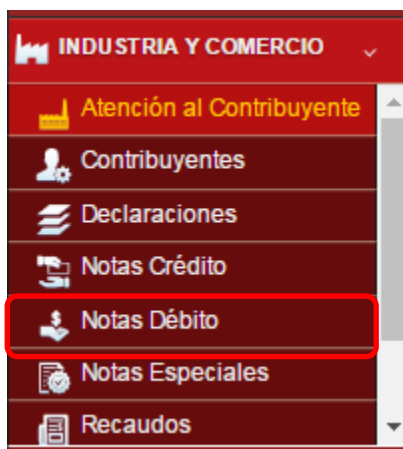 INDUSTRIA Y COMERCIO
Atención al Contribuyente
Contribuyentes
Declaraciones
Notas Crédito
Notas Débito
Notas Especiales
Recaudos